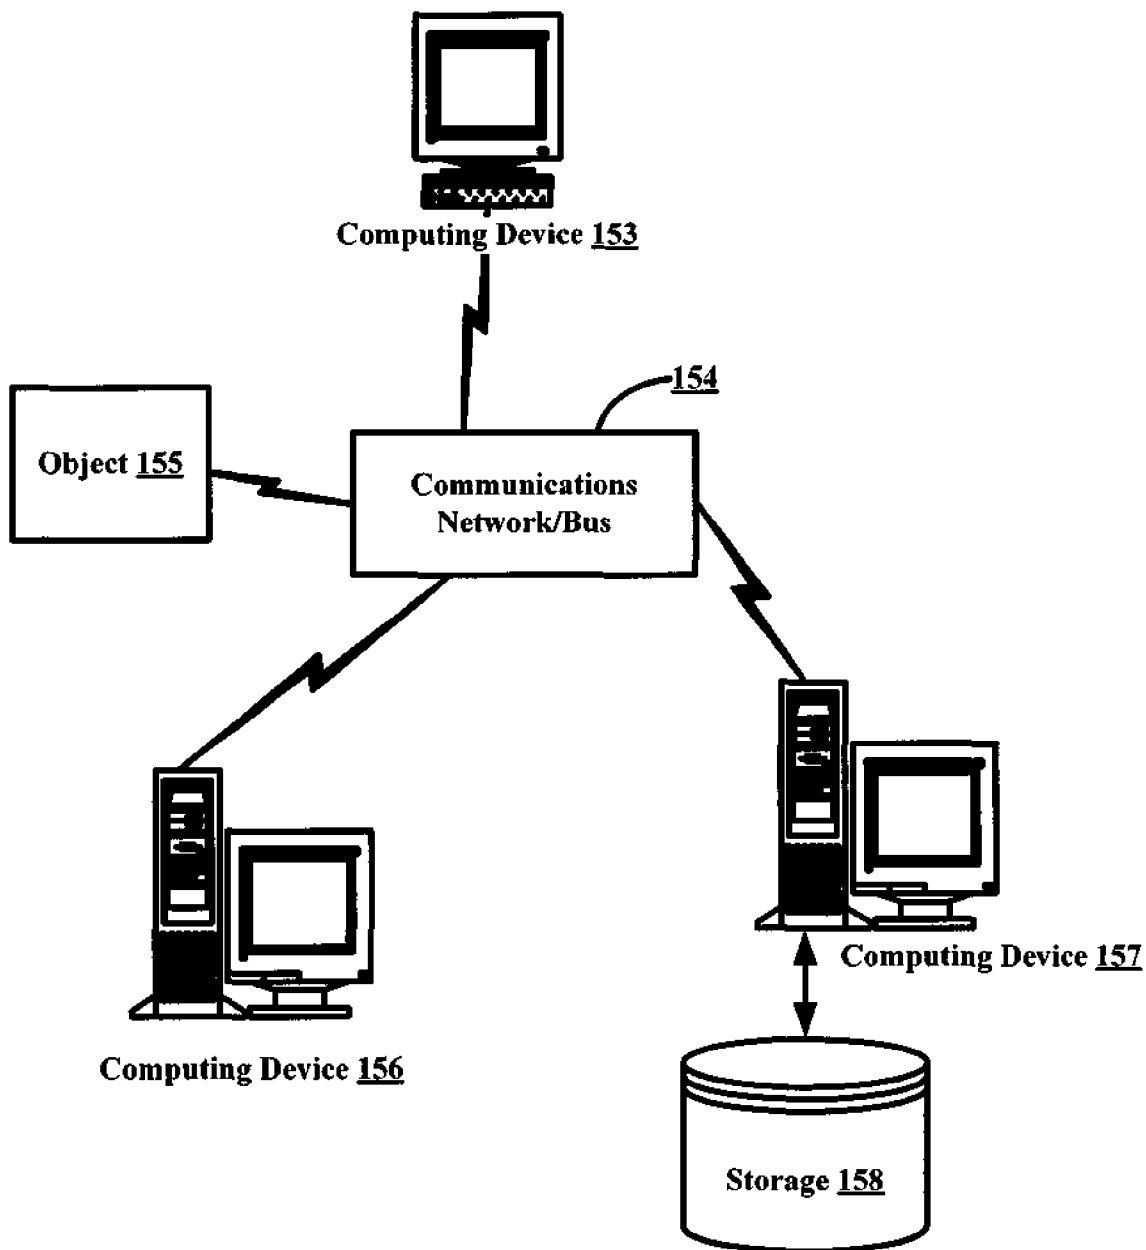 Computing Device 153
154
Object 155
Communications
Network/Bus
Computing Device 157
Computing Device 156
Storage 158